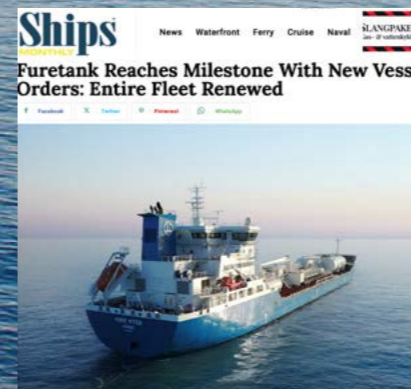 Ships
MONTHLY
News Waterfront Ferry Cruise Naval
SLANGPAKE
Furetank Reaches Milestone With New Vess
Orders: Entire Fleet Renewed
Facebook Twitter Pinterest WhatsApp